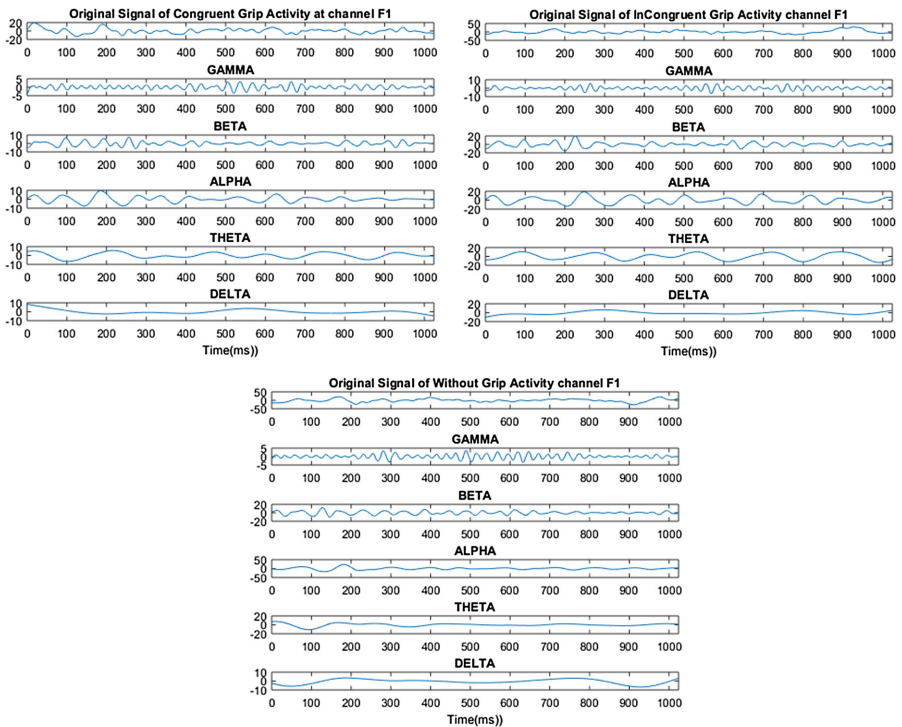 Original Signal of Congruent Grip Activity at channel F1
20
0
-20
0 100 200 300 400 500 600 700 800 900 1000
GAMMA
5
0
-5
0 100 200 300 400 500 600 700 800 900 1000
BETA
10
0
-10
0 100 200 300 400 500 600 700 800 900 1000
ALPHA
10
0
-10
0 100 200 300 400 500 600 700 800 900 1000
THETA
10
0
-10
0 100 200 300 400 500 600 700 800 900 1000
DELTA
10
0
-10
0 100 200 300 400 500 600 700 800 900 1000
Time(ms))
Original Signal of InCongruent Grip Activity channel F1
50
0
-50
0 100 200 300 400 500 600 700 800 900 1000
GAMMA
10
0
-10
0 100 200 300 400 500 600 700 800 900 1000
BETA
20
0
-20
0 100 200 300 400 500 600 700 800 900 1000
ALPHA
20
0
-20
0 100 200 300 400 500 600 700 800 900 1000
THETA
20
0
-20
0 100 200 300 400 500 600 700 800 900 1000
DELTA
20
0
-20
0 100 200 300 400 500 600 700 800 900 1000
Time(ms))
Original Signal of Without Grip Activity channel F1
50
0
-50
0 100 200 300 400 500 600 700 800 900 1000
GAMMA
5
0
-5
0 100 200 300 400 500 600 700 800 900 1000
BETA
20
0
-20
0 100 200 300 400 500 600 700 800 900 1000
ALPHA
50
0
-50
0 100 200 300 400 500 600 700 800 900 1000
THETA
20
0
-20
0 100 200 300 400 500 600 700 800 900 1000
DELTA
10
0
-10
0 100 200 300 400 500 600 700 800 900 1000
Time(ms))